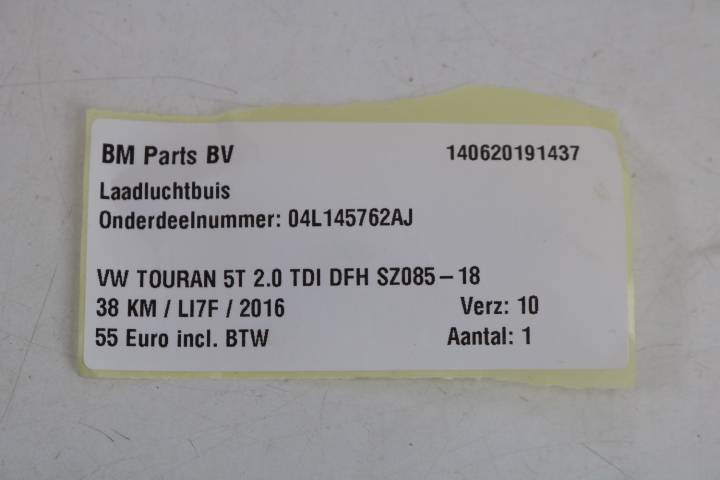 BM Parts BV 140620191437
Laadluchtbuis
Onderdeelnummer: 04L145762AJ
VW TOURAN 5T 2.0 TDI DFH SZ085-18
38 KM / LI7F / 2016 Verz: 10
55 Euro incl. BTW Aantal: 1